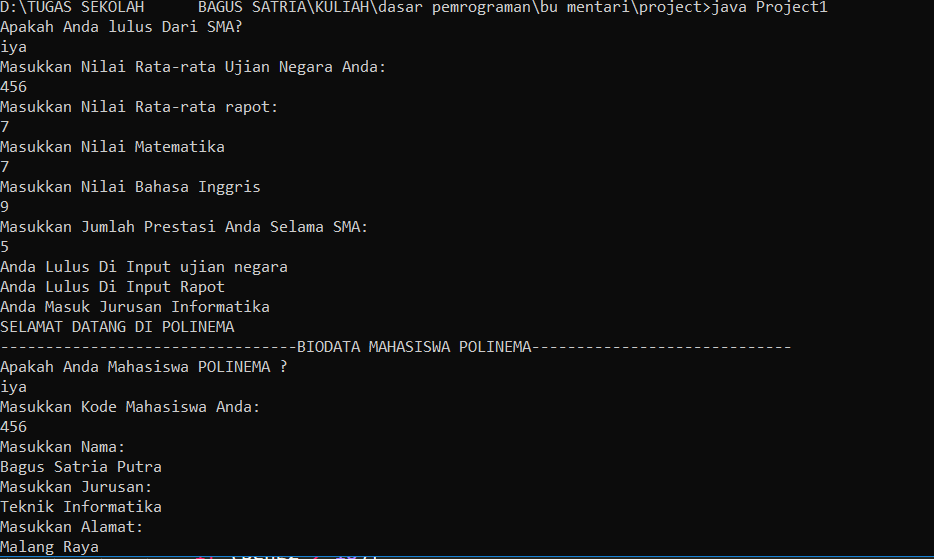 D:\TUGAS SEKOLAH      BAGUS SATRIA\KULIAH\dasar pemrograman\bu mentari\project>java Project1
Apakah Anda lulus Dari SMA?
iya
Masukkan Nilai Rata-rata Ujian Negara Anda:
456
Masukkan Nilai Rata-rata rapot:
7
Masukkan Nilai Matematika
7
Masukkan Nilai Bahasa Inggris
9
Masukkan Jumlah Prestasi Anda Selama SMA:
5
Anda Lulus Di Input ujian negara
Anda Lulus Di Input Rapot
Anda Masuk Jurusan Informatika
SELAMAT DATANG DI POLINEMA
---------------------------------BIODATA MAHASISWA POLINEMA-----------------------------
Apakah Anda Mahasiswa POLINEMA ?
iya
Masukkan Kode Mahasiswa Anda:
456
Masukkan Nama:
Bagus Satria Putra
Masukkan Jurusan:
Teknik Informatika
Masukkan Alamat:
Malang Raya